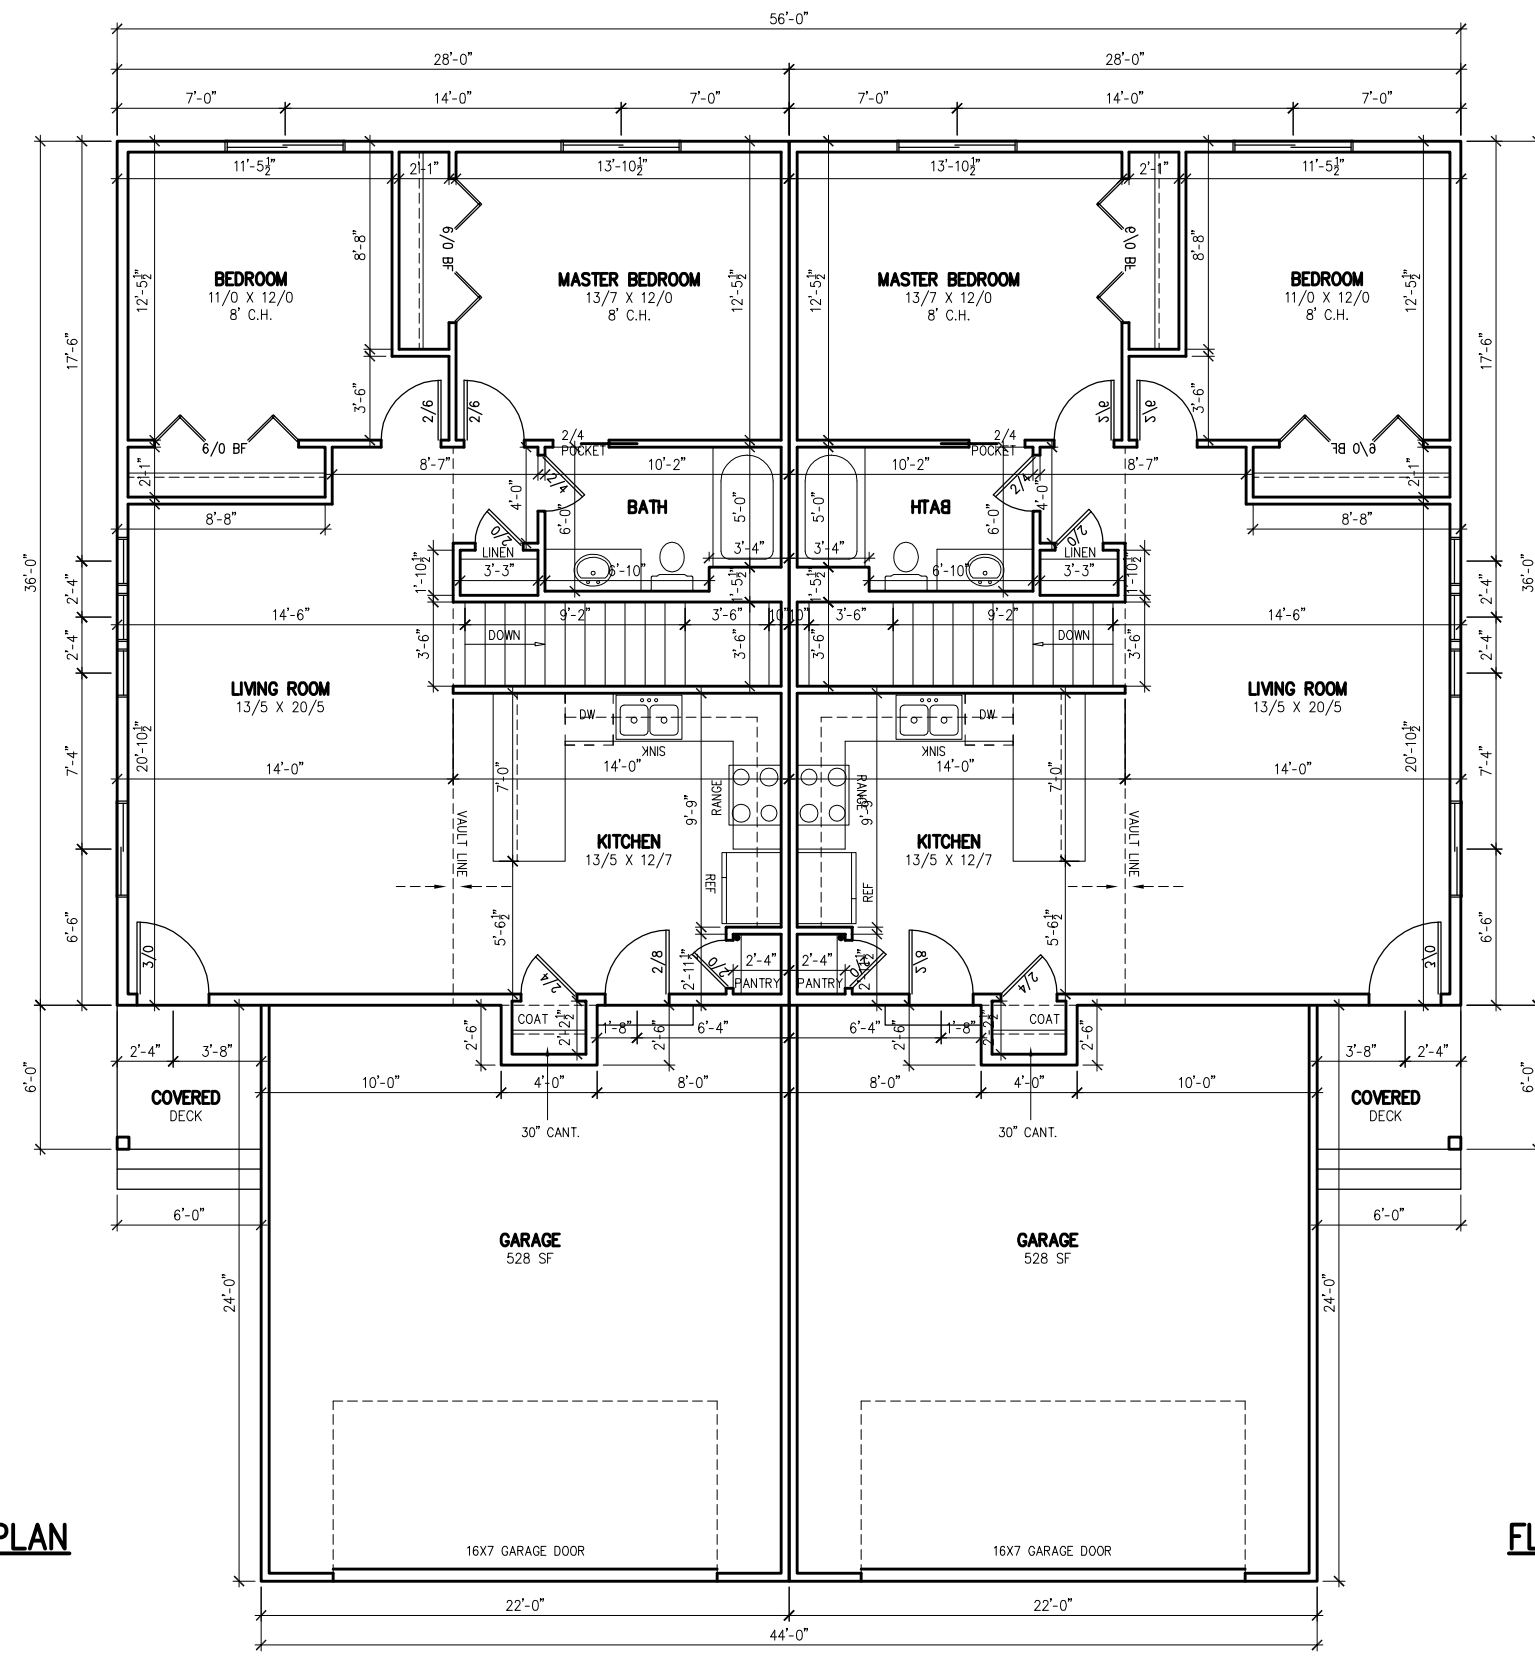 56'-0"
28'-0" 28'-0"
7'-0" 14'-0" 7'-0" 7'-0" 14'-0" 7'-0"
11'-5½" 2'-1" 13'-10½" 13'-10½" 2'-1" 11'-5½"
8'-8" 6/0 BF 6/0 BF 8'-8"
12'-5½" 12'-5½" 12'-5½" 12'-5½"
BEDROOM
11/0 X 12/0
8' C.H.
MASTER BEDROOM
13/7 X 12/0
8' C.H.
MASTER BEDROOM
13/7 X 12/0
8' C.H.
BEDROOM
11/0 X 12/0
8' C.H.
17'-6" 17'-6"
3'-6" 2/6 2/6 2/6 2/6 3'-6"
6/0 BF 2/4 POCKET 2/4 POCKET 6/0 BF
2'-1" 8'-7" 10'-2" 10'-2" 8'-7" 2'-1"
2/4 2/4
4'-0" 6'-0" BATH 5'-0" 5'-0" BATH 6'-0" 4'-0"
8'-8" 8'-8"
2/0 2/0
LINEN 3'-4" 3'-4" LINEN
3'-3" 6'-10" 6'-10" 3'-3"
1'-10½" 1'-5½" 1'-5½" 1'-10½"
36'-0" 36'-0"
2'-4" 2'-4"
14'-6" 9'-2" 3'-6" 10" 10" 3'-6" 9'-2" 14'-6"
2'-4" 3'-6" DOWN 3'-6" 3'-6" DOWN 3'-6" 2'-4"
LIVING ROOM
13/5 X 20/5
LIVING ROOM
13/5 X 20/5
DW DW
SINK SINK
7'-4" 20'-10½" 20'-10½" 7'-4"
14'-0" 7'-0" 14'-0" 14'-0" 7'-0" 14'-0"
RANGE RANGE
9'-9" 9'-9"
VAULT LINE VAULT LINE
KITCHEN
13/5 X 12/7
KITCHEN
13/5 X 12/7
REF REF
6'-6" 5'-6½" 5'-6½" 6'-6"
3/0 2/4 2/8 2'-11½" 2/0 2'-4" 2'-4" 2/0 2/8 2/4 3/0
PANTRY PANTRY
COAT COAT
2'-6" 2'-2½" 1'-8" 2'-6" 6'-4" 6'-4" 2'-6" 1'-8" 2'-2½" 2'-6"
2'-4" 3'-8" 3'-8" 2'-4"
6'-0" 6'-0"
10'-0" 4'-0" 8'-0" 8'-0" 4'-0" 10'-0"
COVERED
DECK
COVERED
DECK
30" CANT. 30" CANT.
6'-0" 6'-0"
GARAGE
528 SF
GARAGE
528 SF
24'-0" 24'-0"
PLAN
16X7 GARAGE DOOR 16X7 GARAGE DOOR
22'-0" 22'-0"
44'-0"